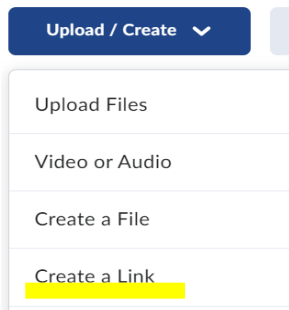 Upload / Create
Upload Files
Video or Audio
Create a File
Create a Link